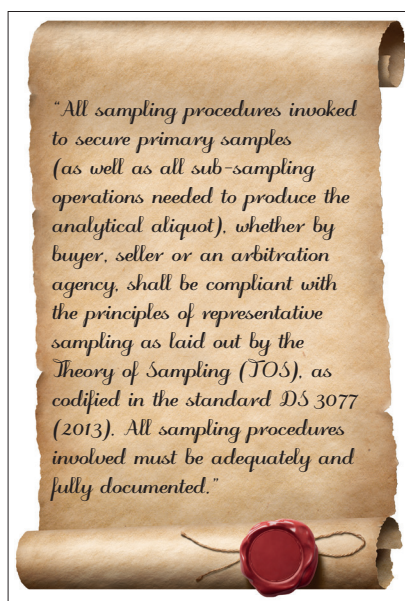 “All sampling procedures invoked
to secure primary samples
(as well as all sub-sampling
operations needed to produce the
analytical aliquot), whether by
buyer, seller or an arbitration
agency, shall be compliant with
the principles of representative
sampling as laid out by the
Theory of Sampling (TOS), as
codified in the standard DS 3077
(2013). All sampling procedures
involved must be adequately and
fully documented.”